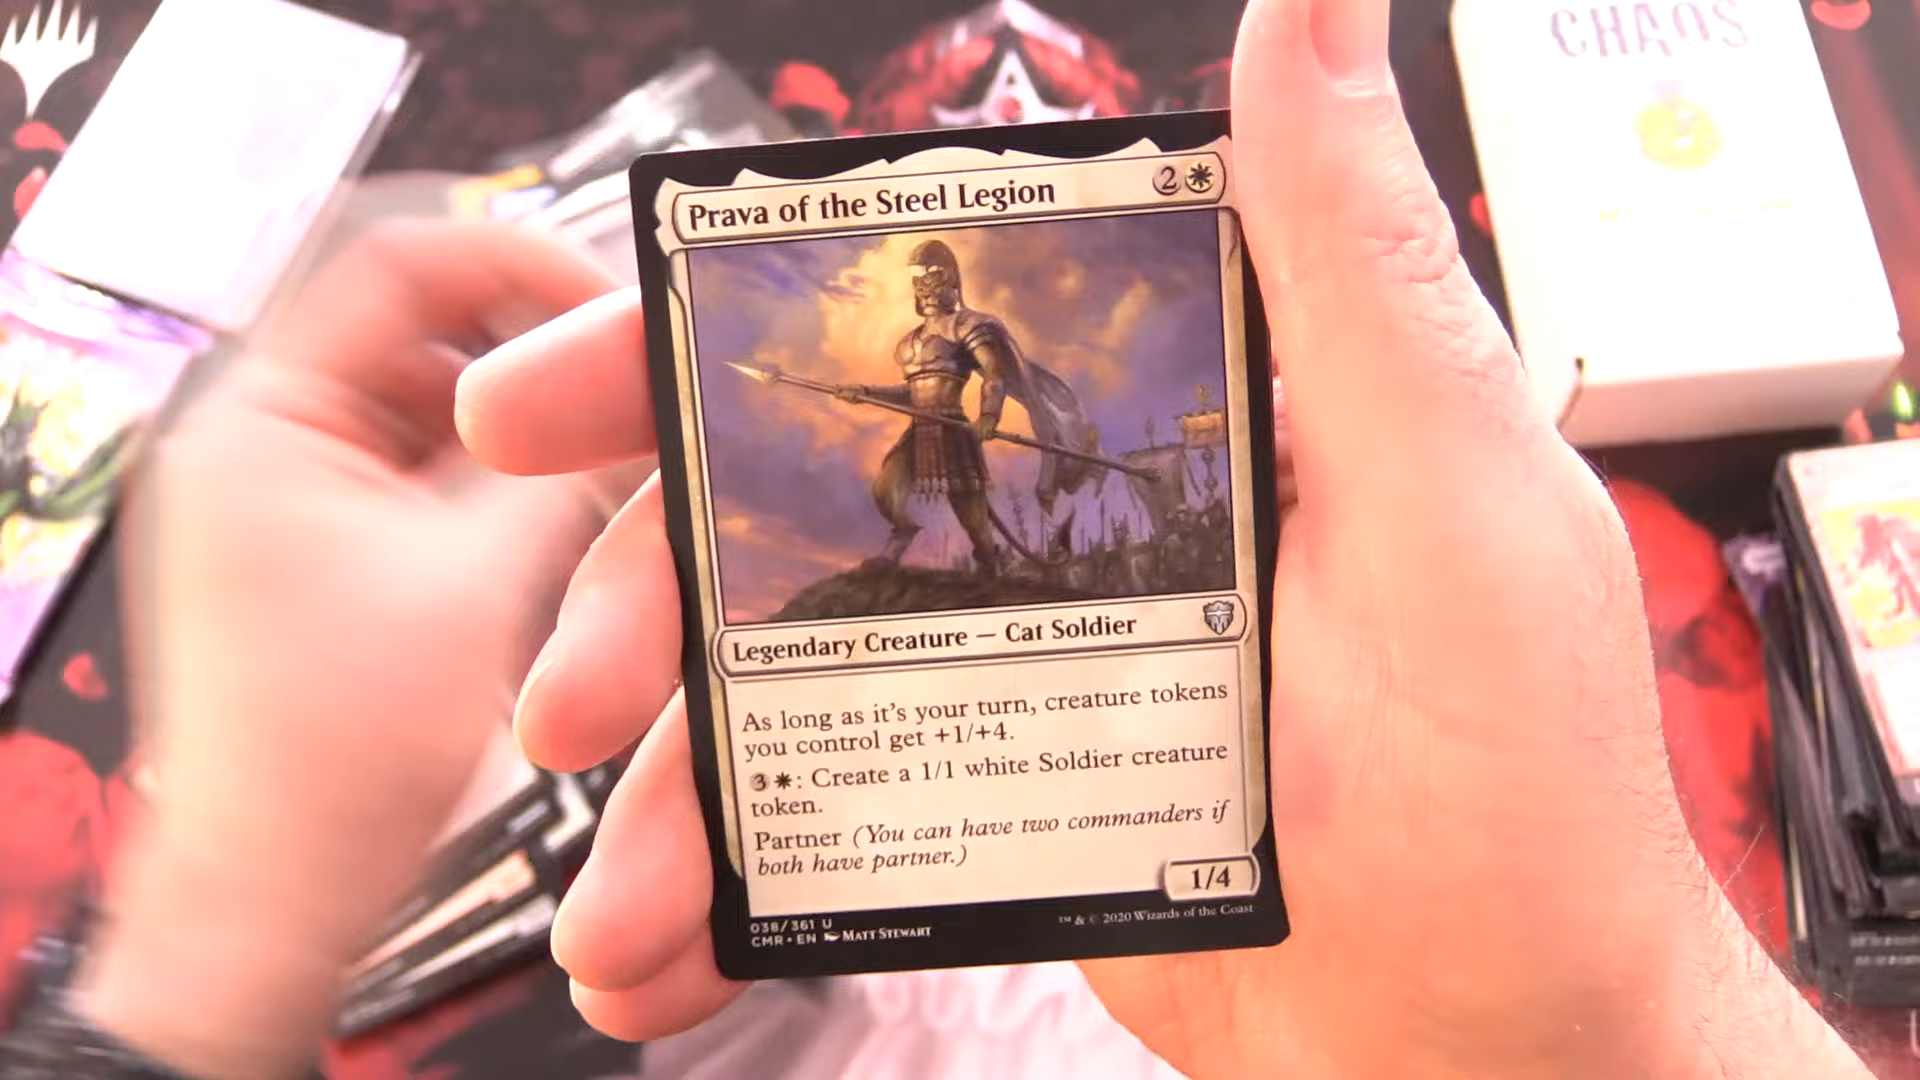 CHAOS
Prava of the Steel Legion 2
Legendary Creature — Cat Soldier
As long as it's your turn, creature tokens
you control get +1/+4.
3 : Create a 1/1 white Soldier creature
token.
Partner (You can have two commanders if
both have partner.)
1/4
038/361 U
CMR • EN MATT STEWART
™ & © 2020 Wizards of the Coast